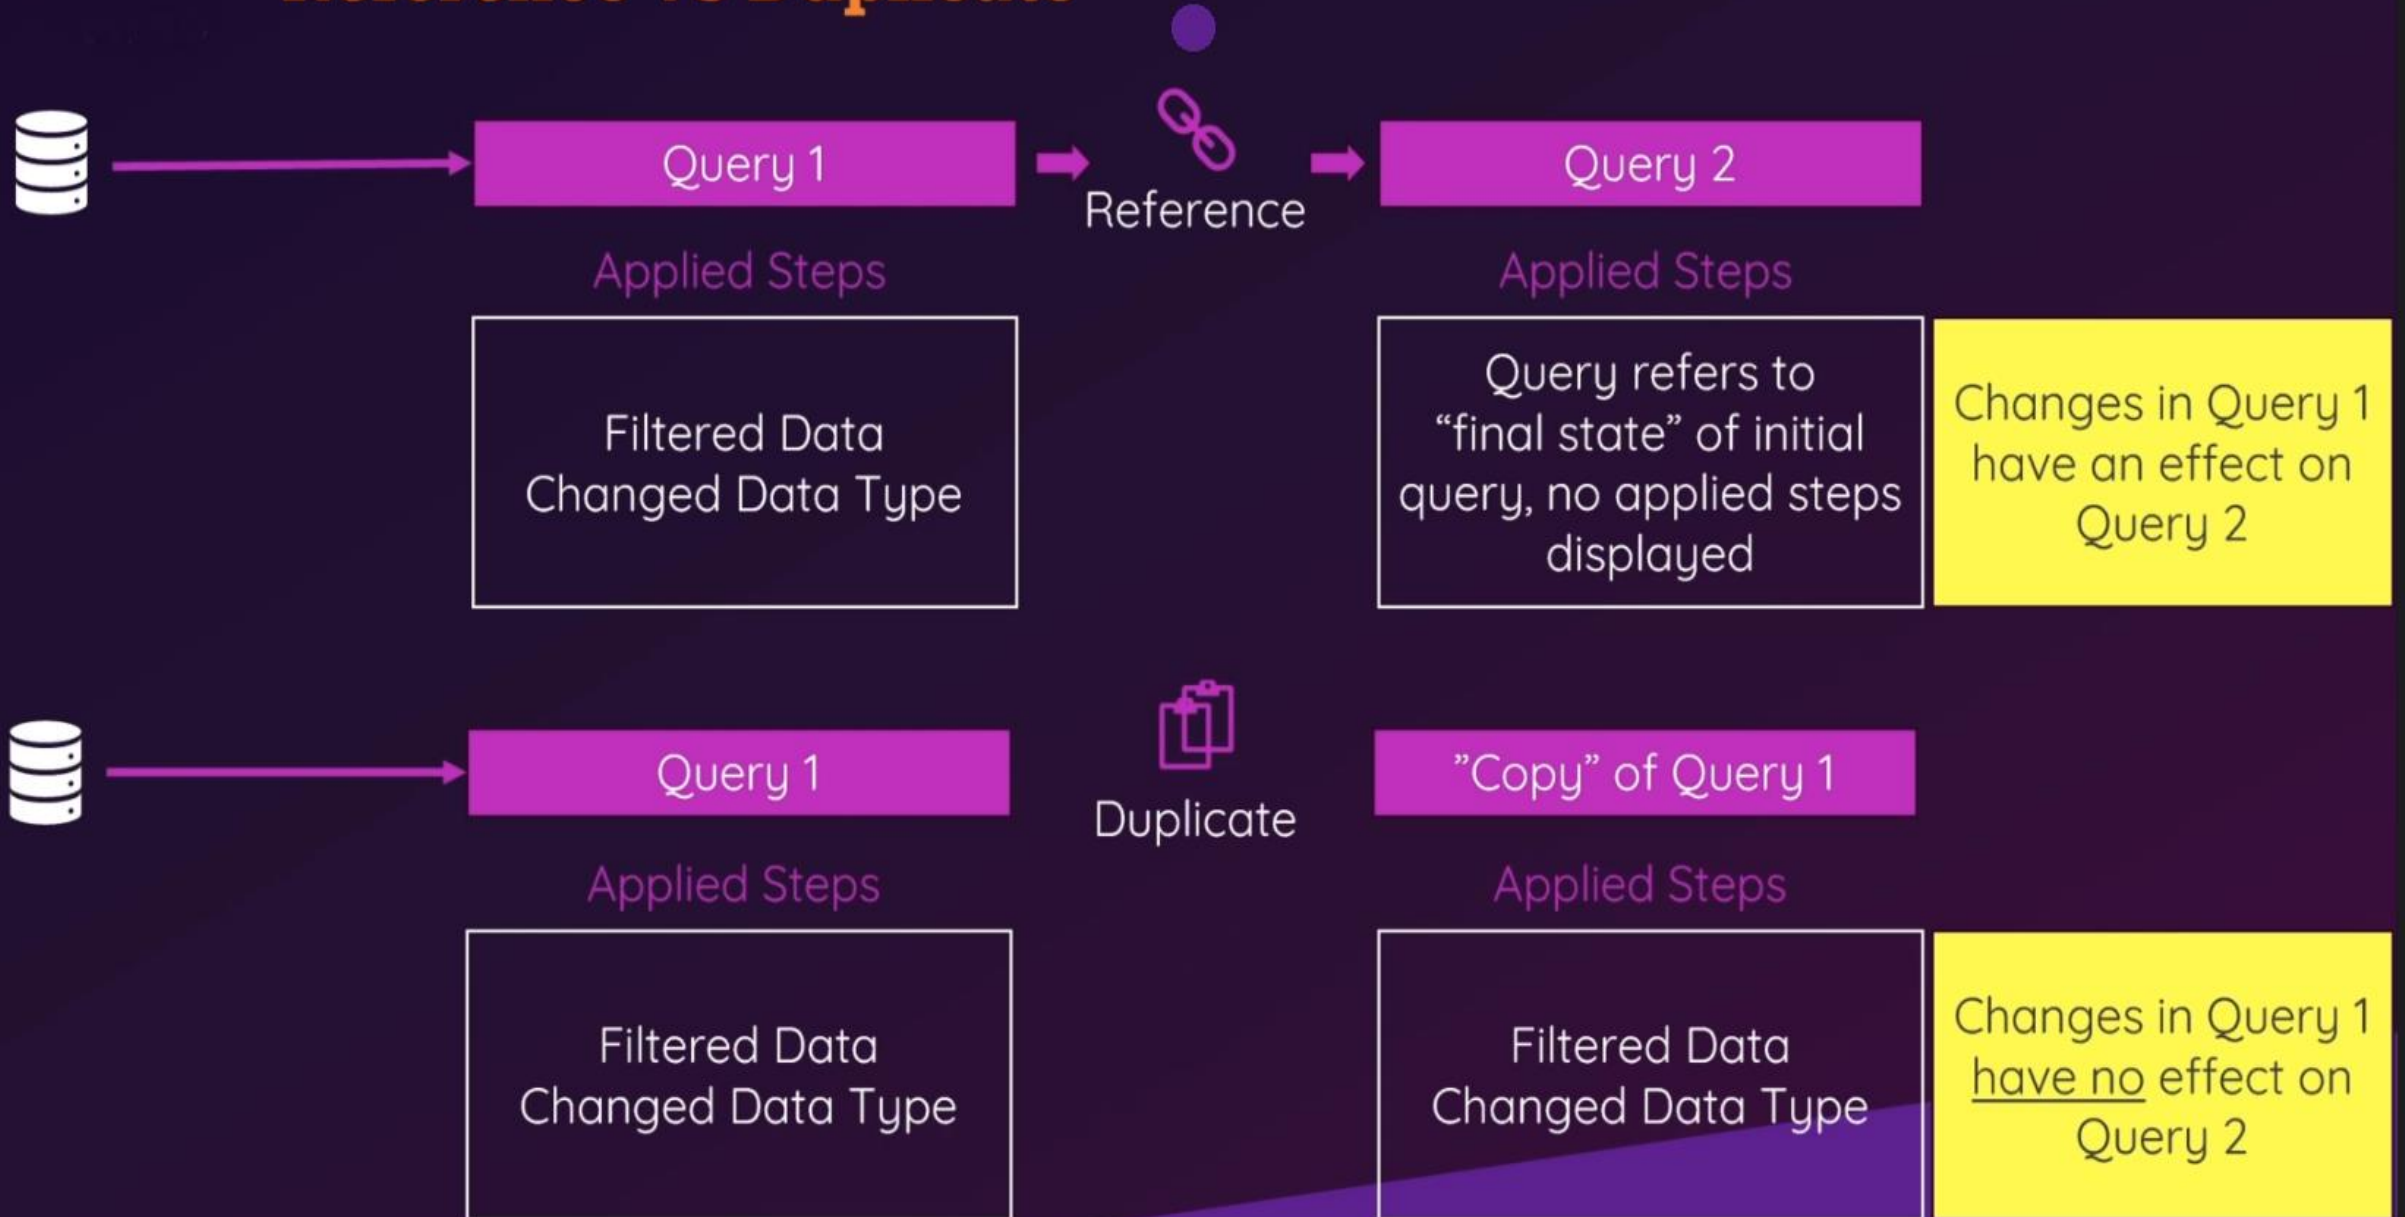 Reference vs Duplicate
Query 1
Reference
Query 2
Applied Steps
Applied Steps
Filtered Data
Changed Data Type
Query refers to
“final state” of initial
query, no applied steps
displayed
Changes in Query 1
have an effect on
Query 2
Query 1
Duplicate
”Copy” of Query 1
Applied Steps
Applied Steps
Filtered Data
Changed Data Type
Filtered Data
Changed Data Type
Changes in Query 1
have no effect on
Query 2